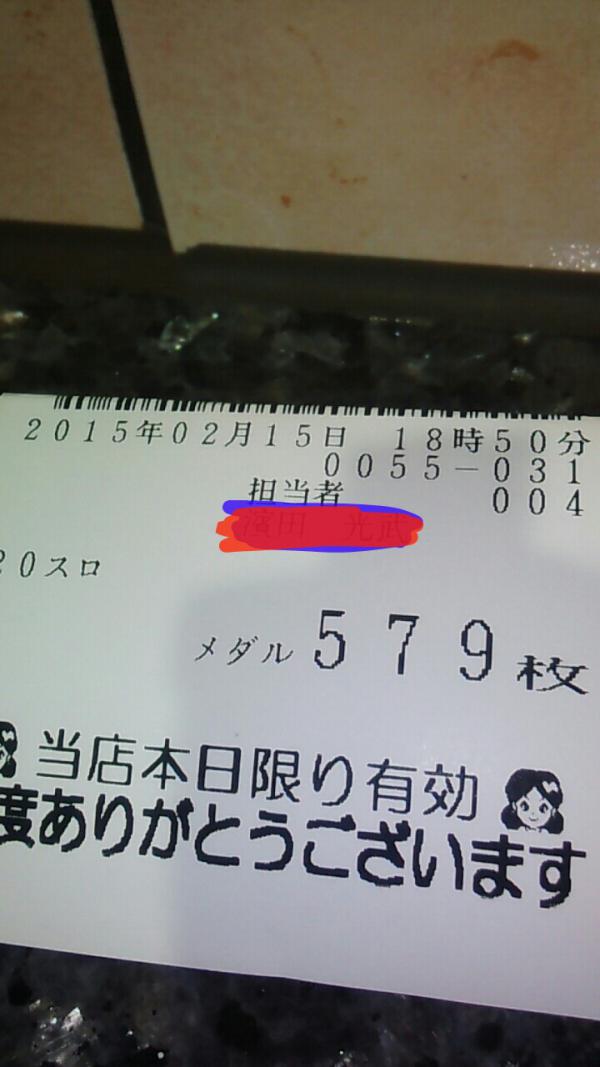 2015年02月15日 18時50分
0055-031
担当者 004
20スロ
メダル 579枚
当店本日限り有効
度ありがとうございます